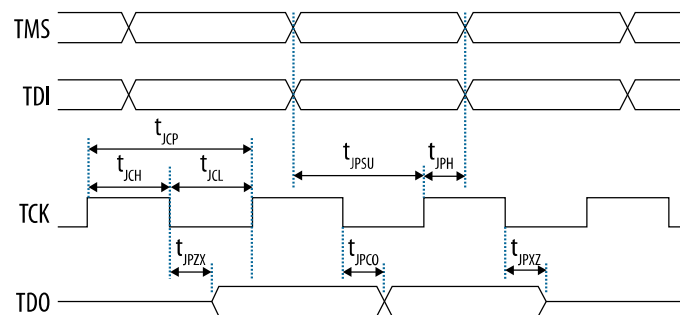 TMS
TDI
tJCP
tJCH tJCL tJPSU tJPH
TCK
tJPZX tJPCO tJPXZ
TDO